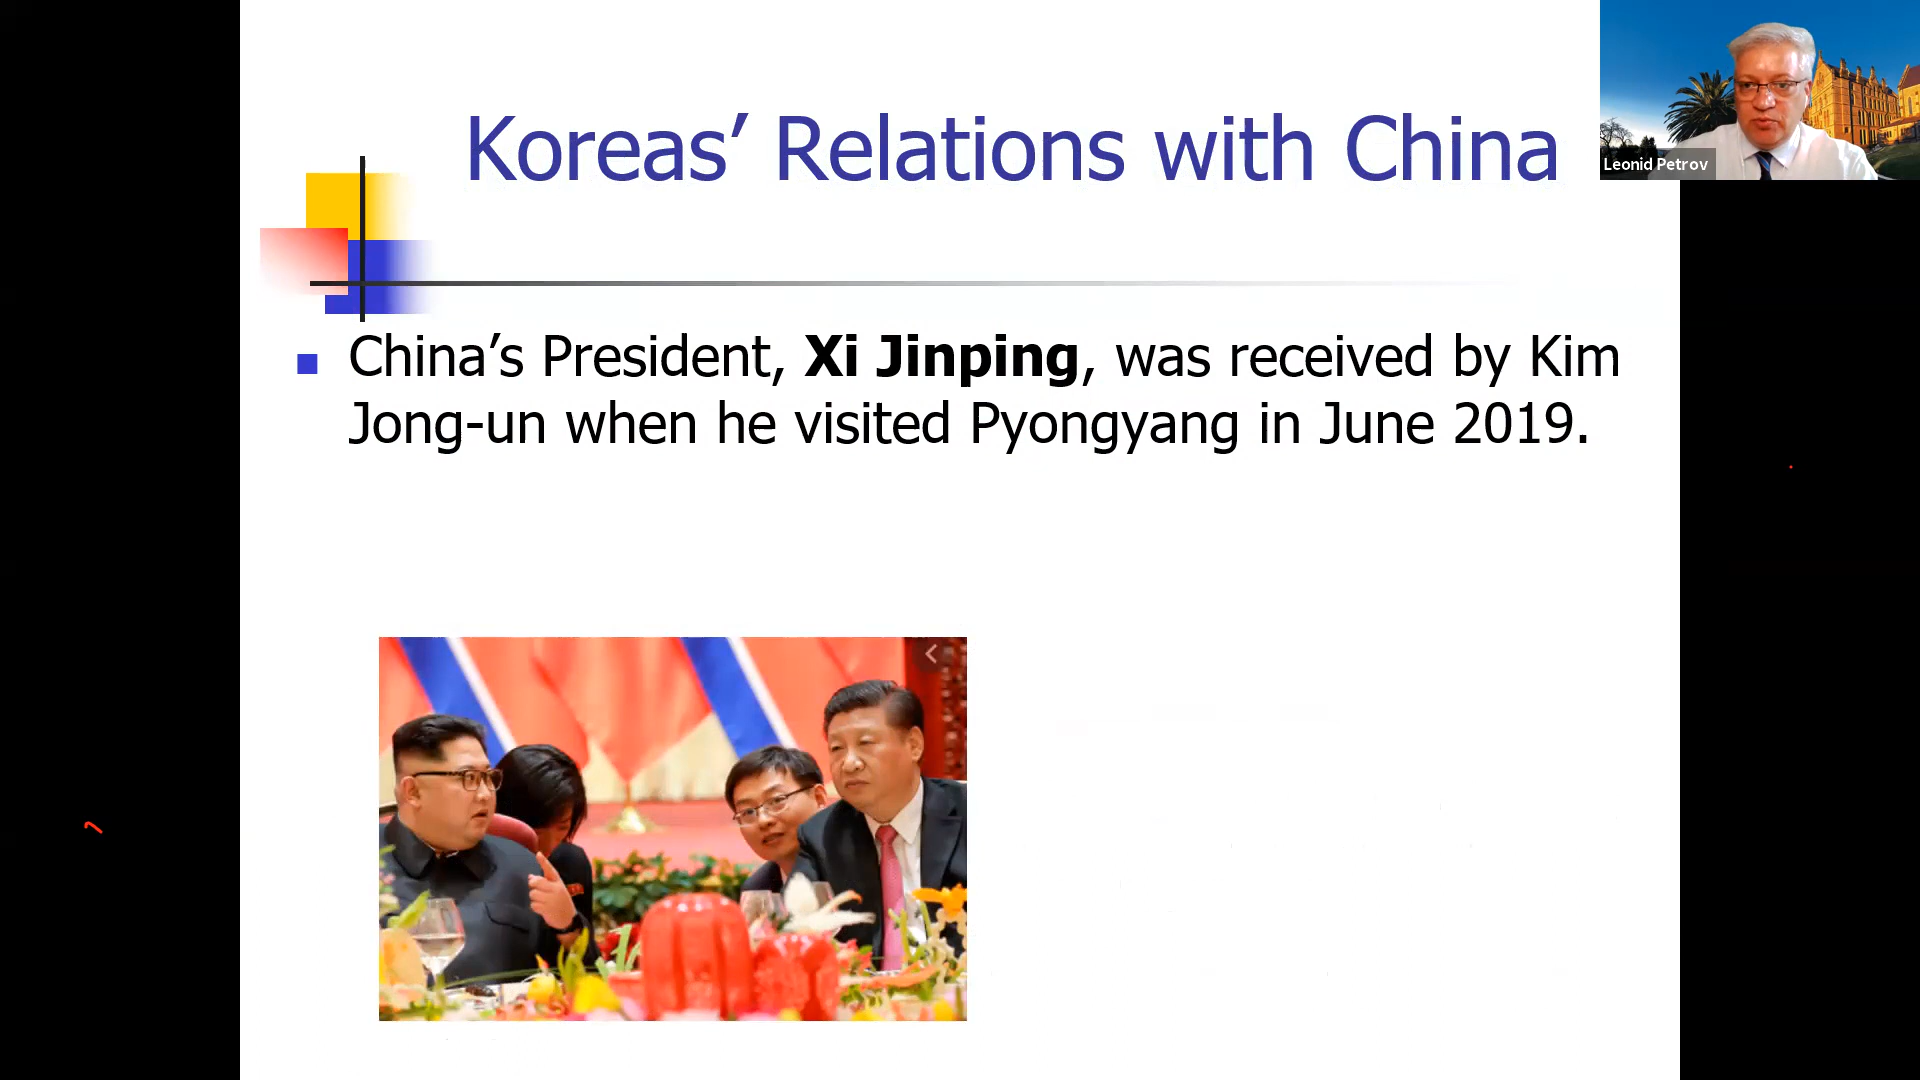 Koreas’ Relations with China
Leonid Petrov
China’s President, Xi Jinping, was received by Kim
Jong-un when he visited Pyongyang in June 2019.